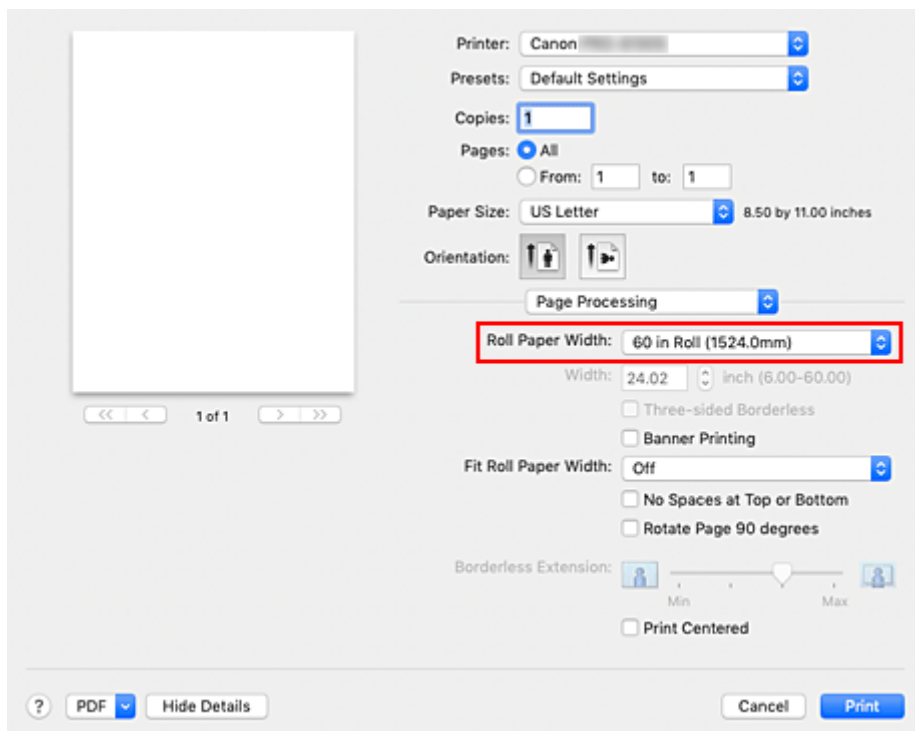 Printer: Canon
Presets: Default Settings
Copies: 1
Pages: All
From: 1 to: 1
Paper Size: US Letter 8.50 by 11.00 inches
Orientation:
Page Processing
Roll Paper Width: 60 in Roll (1524.0mm)
Width: 24.02 inch (6.00-60.00)
Three-sided Borderless
1 of 1
Banner Printing
Fit Roll Paper Width: Off
No Spaces at Top or Bottom
Rotate Page 90 degrees
Borderless Extension:
Min Max
Print Centered
? PDF Hide Details Cancel Print